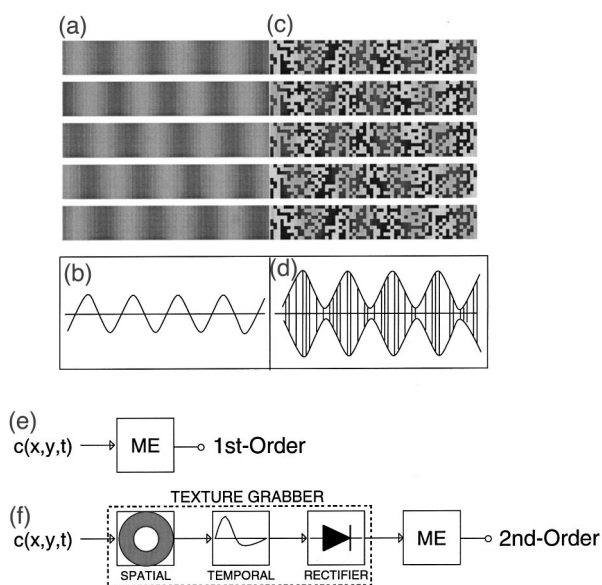 (a) (c)
(b) (d)
(e)
c(x,y,t) ME 1st-Order
TEXTURE GRABBER
(f)
c(x,y,t) ME 2nd-Order
SPATIAL TEMPORAL RECTIFIER